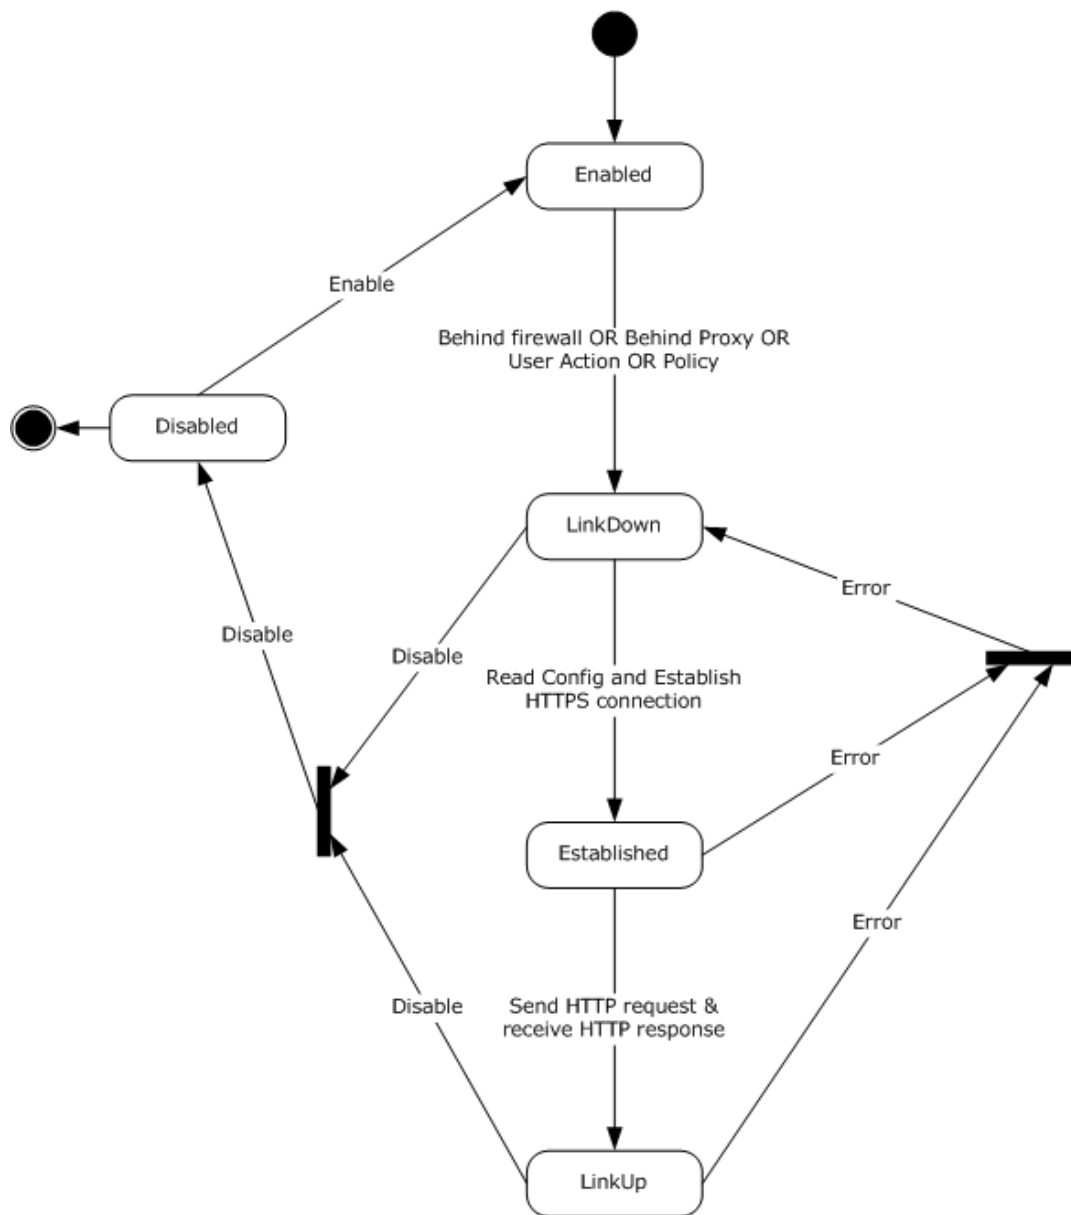 Enabled
Enable
Behind firewall OR Behind Proxy OR
User Action OR Policy
Disabled
LinkDown
Error
Disable
Disable
Read Config and Establish
HTTPS connection
Error
Established
Error
Disable
Send HTTP request &
receive HTTP response
LinkUp